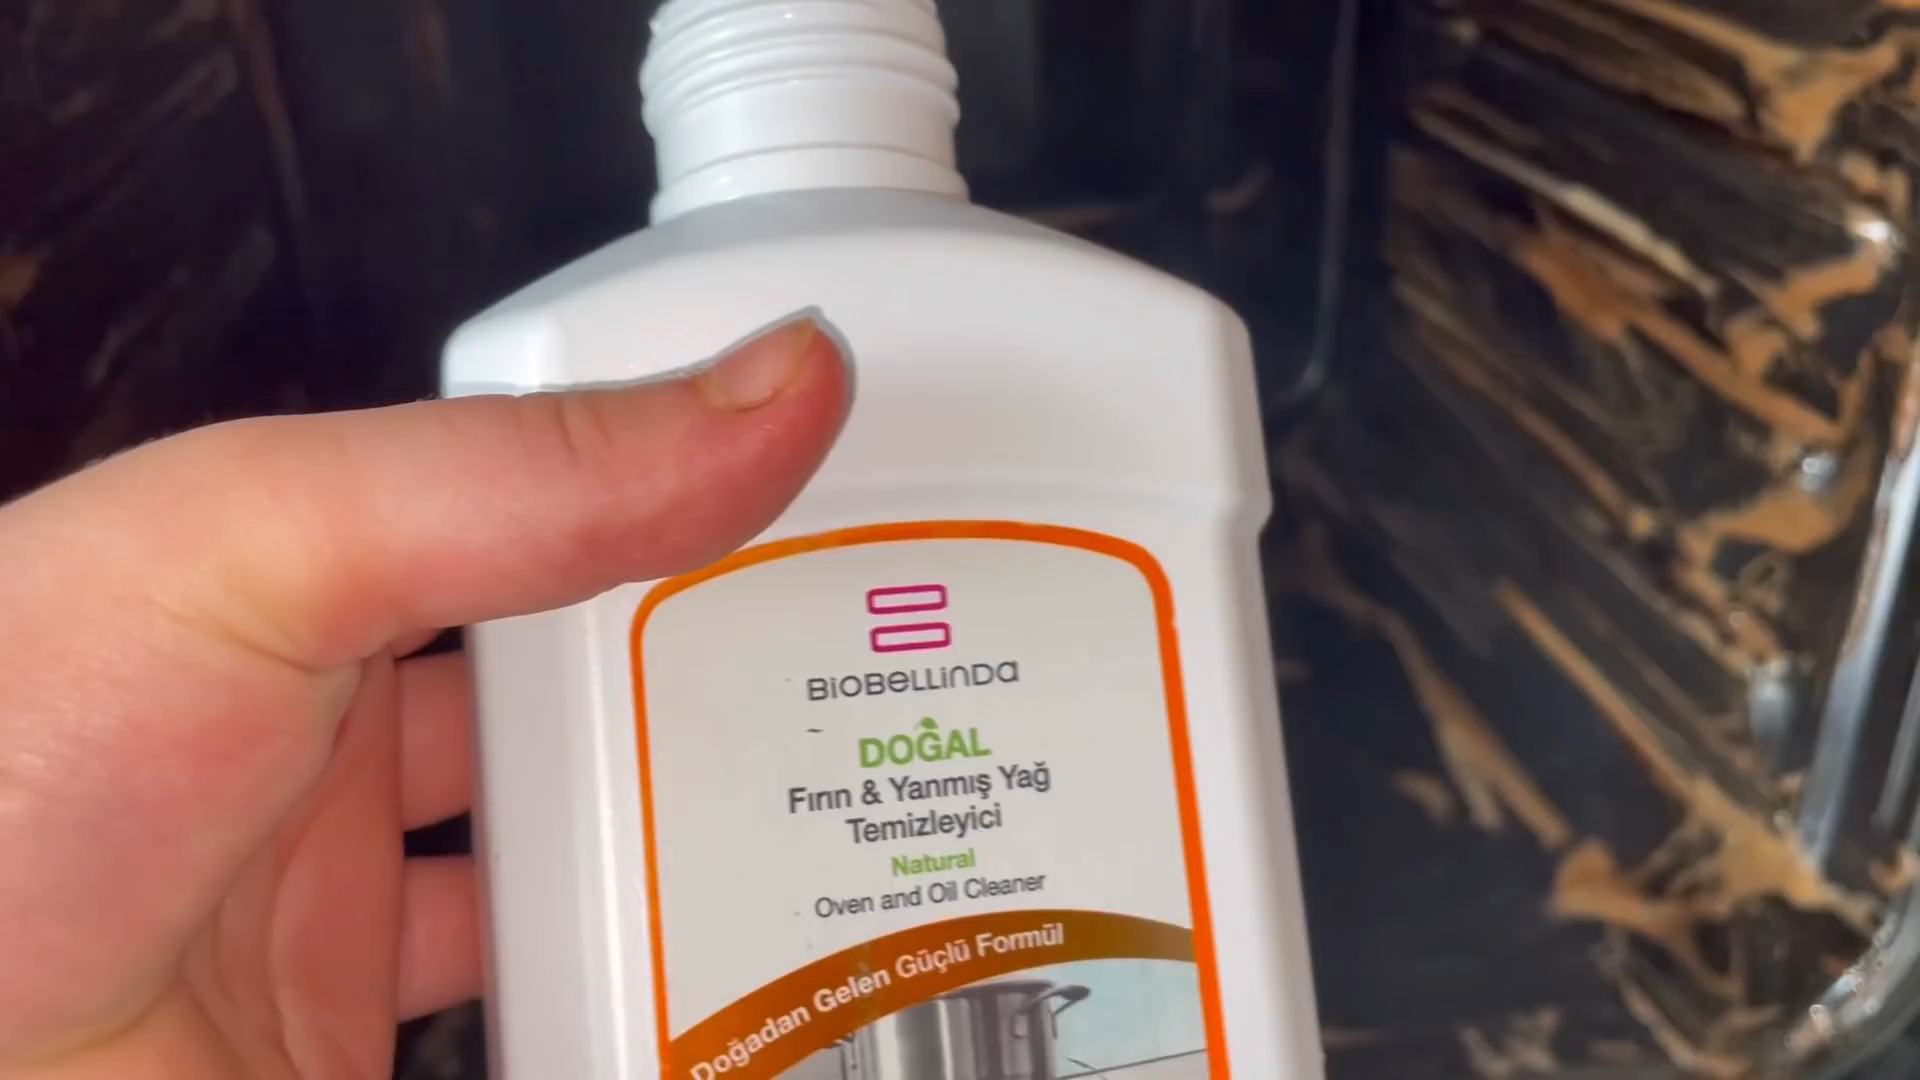 BioBeLLinDa
DOĞAL
Fırın & Yanmış Yağ
Temizleyici
Natural
Oven and Oil Cleaner
Doğadan Gelen Güçlü Formül